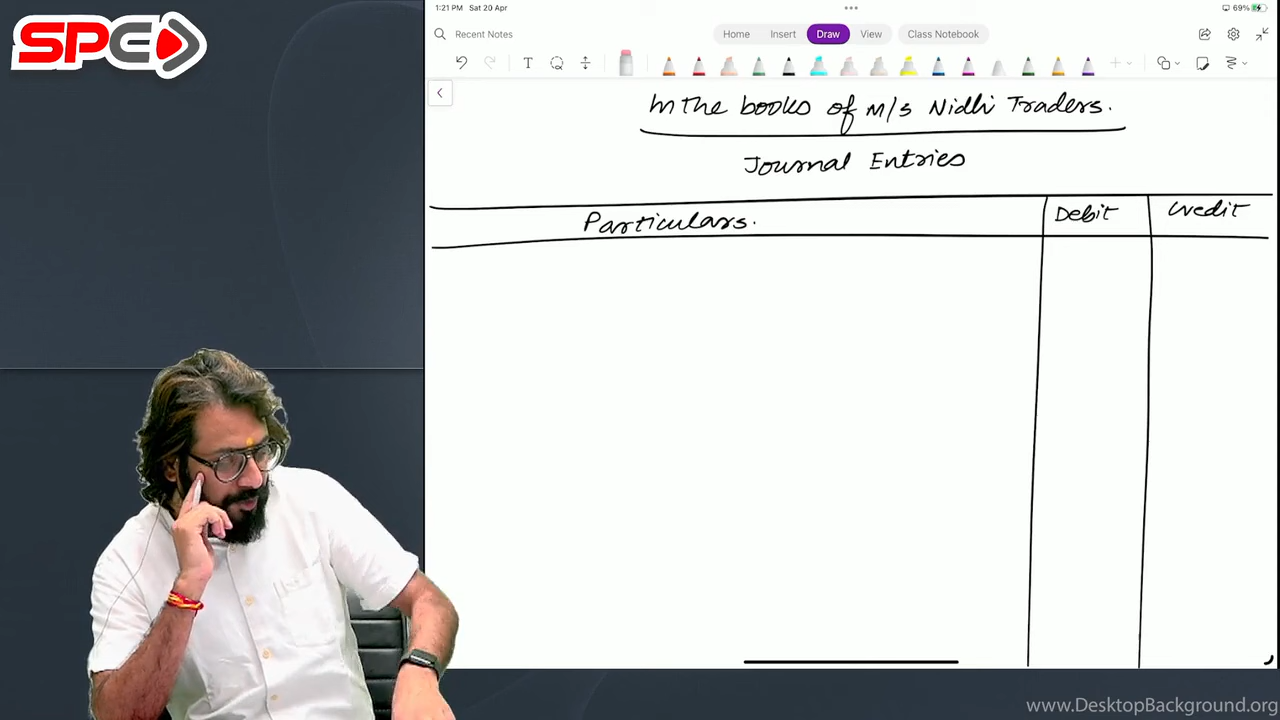 SPC
1:21 PM Sat 20 Apr
69%
Recent Notes
Home Insert Draw View Class Notebook
In the books of M/s Nidhi Traders.
Journal Entries
Particulars. Debit Credit
www.DesktopBackground.org